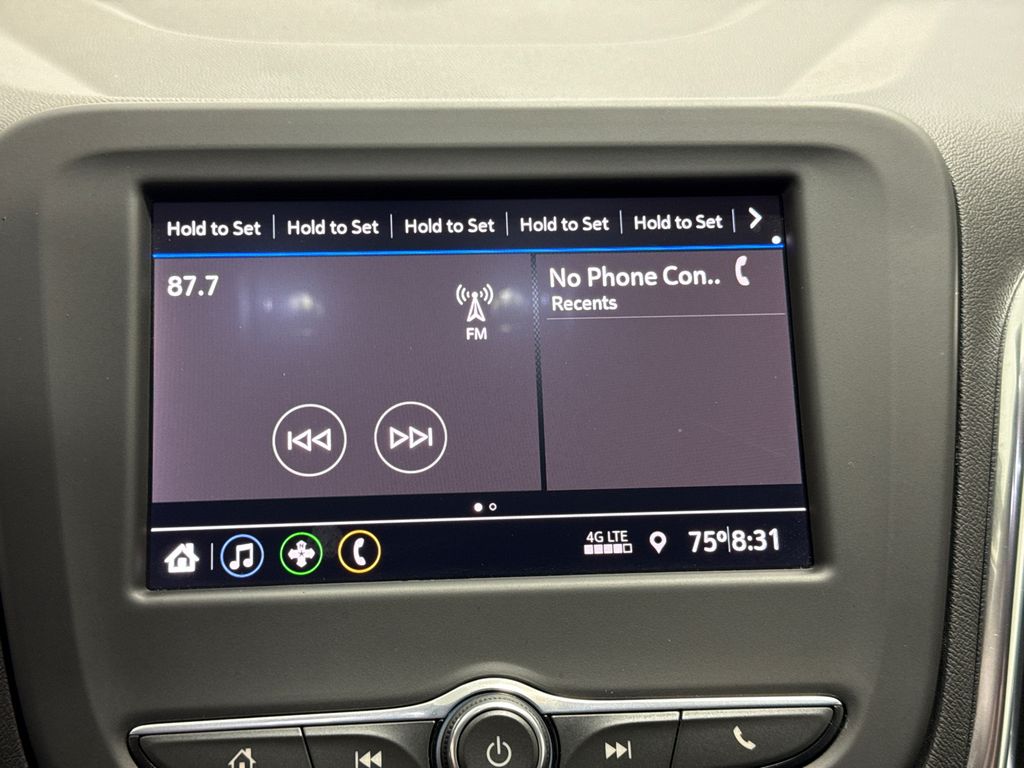 Hold to Set Hold to Set Hold to Set Hold to Set Hold to Set
87.7
FM
No Phone Con..
Recents
4G LTE
75° 8:31